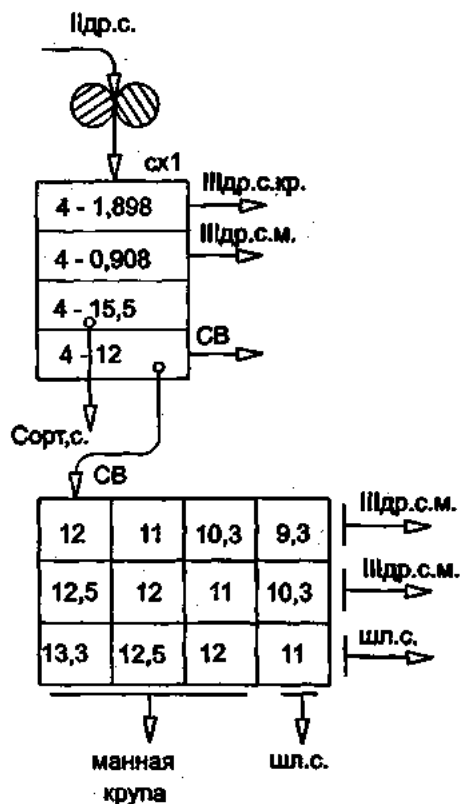 IIдр.с.
сх1
4 - 1,898
IIIдр.с.кр.
4 - 0,908
IIIдр.с.м.
4 - 15,5
4 - 12
СВ
Сорт,с.
СВ
12 11 10,3 9,3
IIIдр.с.м.
12,5 12 11 10,3
IIIдр.с.м.
13,3 12,5 12 11
шл.с.
манная
крупа
шл.с.